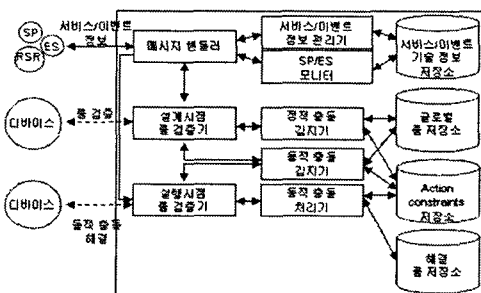 SP
ES
RSR
서비스/이벤트
정보
메시지 핸들러
서비스/이벤트
정보 관리기
SP/ES
모니터
서비스/이벤트
기술 정보
저장소
디바이스
룰 검증
설계시점
룰 검증기
정적 충돌
감지기
글로벌
룰 저장소
동적 충돌
감지기
디바이스
동적 충돌
해결
실행시점
룰 검증기
동적 충돌
처리기
Action
constraints
저장소
해결
룰 저장소